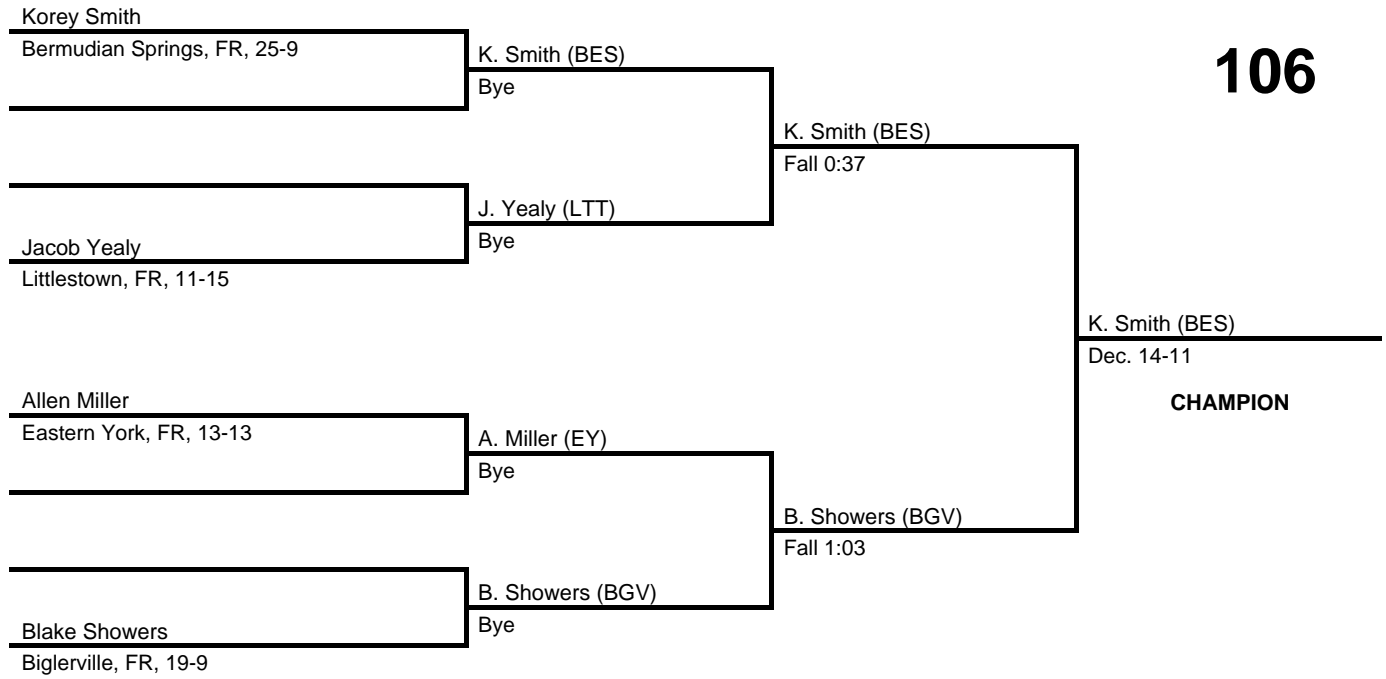 Korey Smith
Bermudian Springs, FR, 25-9
K. Smith (BES)
Bye
106
K. Smith (BES)
Fall 0:37
J. Yealy (LTT)
Bye
Jacob Yealy
Littlestown, FR, 11-15
K. Smith (BES)
Dec. 14-11
CHAMPION
Allen Miller
Eastern York, FR, 13-13
A. Miller (EY)
Bye
B. Showers (BGV)
Fall 1:03
B. Showers (BGV)
Bye
Blake Showers
Biglerville, FR, 19-9